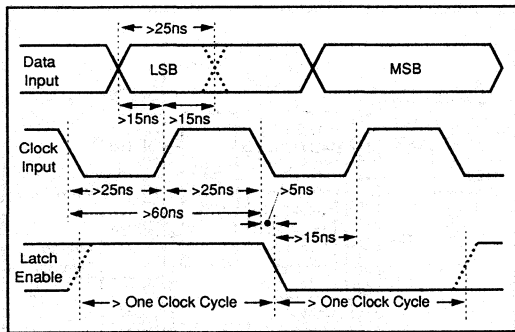 >25ns
Data
Input
LSB
MSB
>15ns >15ns
Clock
Input
>25ns >25ns >5ns
>60ns
>15ns
Latch
Enable
> One Clock Cycle > One Clock Cycle